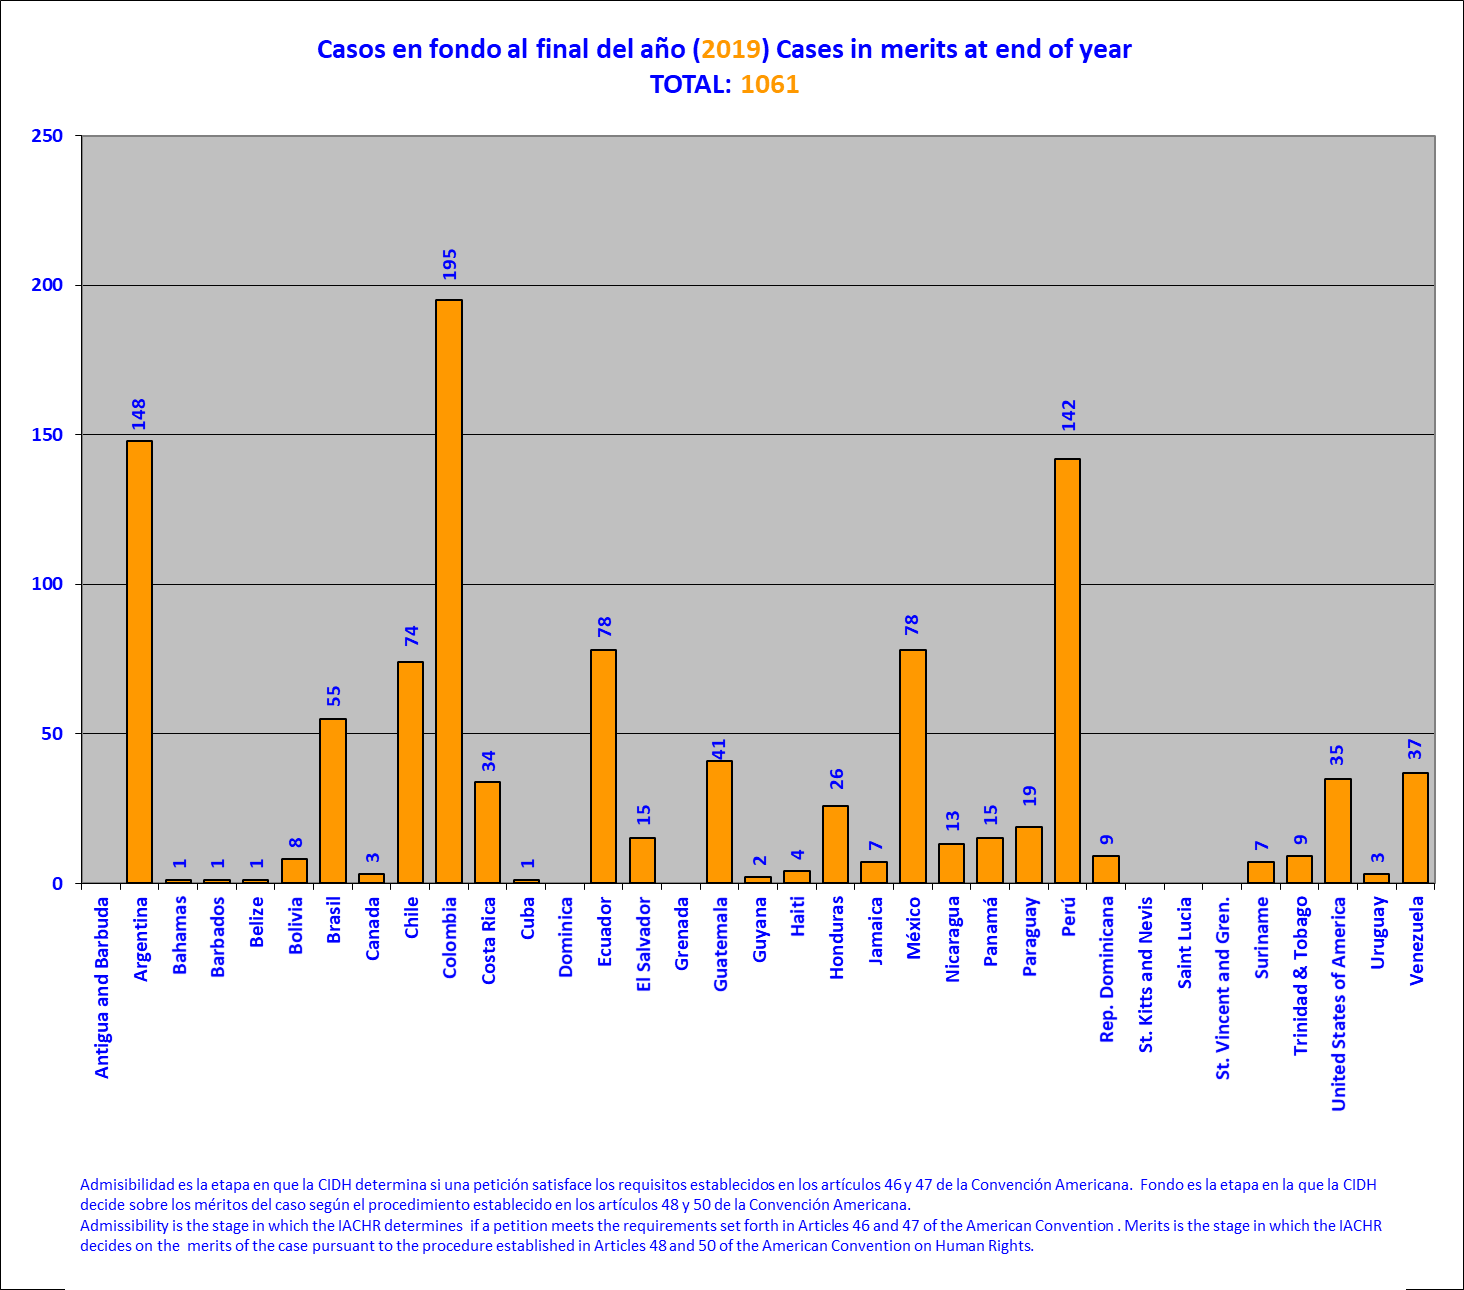 Casos en fondo al final del año (2019) Cases in merits at end of year
TOTAL: 1061
250
200
150
100
50
0
148
1
1
1
8
55
3
74
195
34
1
78
15
41
2
4
26
7
78
13
15
19
142
9
7
9
35
3
37
Antigua and Barbuda
Argentina
Bahamas
Barbados
Belize
Bolivia
Brasil
Canada
Chile
Colombia
Costa Rica
Cuba
Dominica
Ecuador
El Salvador
Grenada
Guatemala
Guyana
Haiti
Honduras
Jamaica
México
Nicaragua
Panamá
Paraguay
Perú
Rep. Dominicana
St. Kitts and Nevis
Saint Lucia
St. Vincent and Gren.
Suriname
Trinidad & Tobago
United States of America
Uruguay
Venezuela
Admisibilidad es la etapa en que la CIDH determina si una petición satisface los requisitos establecidos en los artículos 46 y 47 de la Convención Americana. Fondo es la etapa en la que la CIDH
decide sobre los méritos del caso según el procedimiento establecido en los artículos 48 y 50 de la Convención Americana.
Admissibility is the stage in which the IACHR determines if a petition meets the requirements set forth in Articles 46 and 47 of the American Convention . Merits is the stage in which the IACHR
decides on the merits of the case pursuant to the procedure established in Articles 48 and 50 of the American Convention on Human Rights.